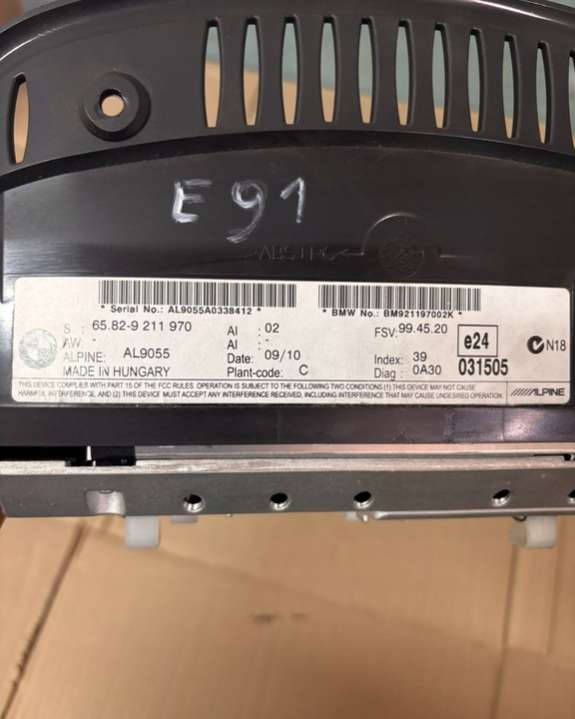 E91
>ABS+PC<
* Serial No.: AL9055A0338412 * * BMW No.: BM921197002K *
S : 65.82-9 211 970 AI : 02 FSV: 99.45.20 e24 N18
AW: - AI : -
ALPINE: AL9055 Date: 09/10 Index: 39 031505
MADE IN HUNGARY Plant-code: C Diag : 0A30
THIS DEVICE COMPLIES WITH PART 15 OF THE FCC RULES. OPERATION IS SUBJECT TO THE FOLLOWING TWO CONDITIONS (1) THIS DEVICE MAY NOT CAUSE
HARMFUL INTERFERENCE, AND (2) THIS DEVICE MUST ACCEPT ANY INTERFERENCE RECEIVED, INCLUDING INTERFERENCE THAT MAY CAUSE UNDESIRED OPERATION. ALPINE